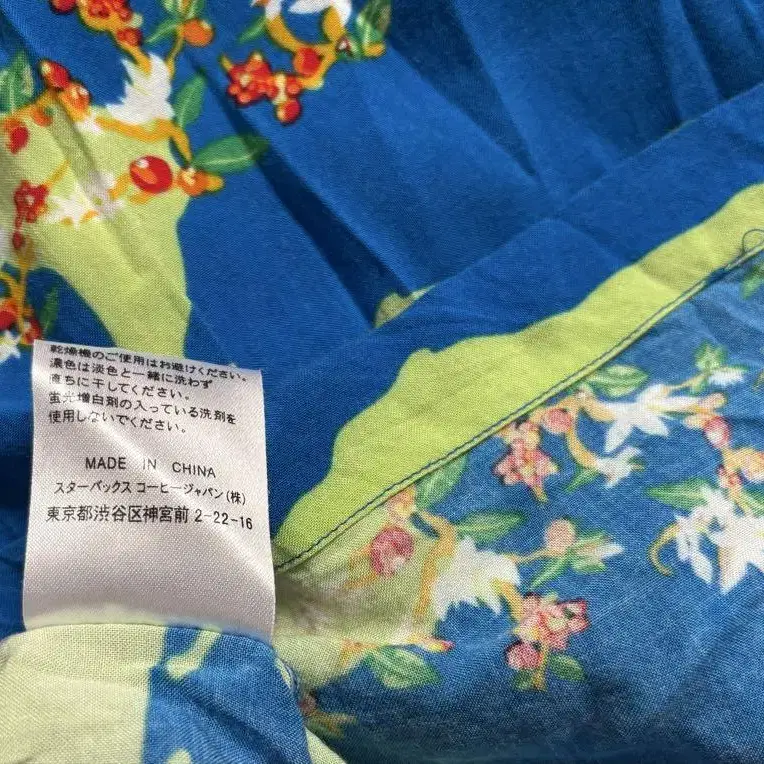 乾燥機のご使用はお避けください。
濃色は淡色と一緒に洗わず
直ちに干してください。
蛍光増白剤の入っている洗剤を
使用しないでください。
MADE IN CHINA
スターバックス コーヒージャパン(株)
東京都渋谷区神宮前 2-22-16